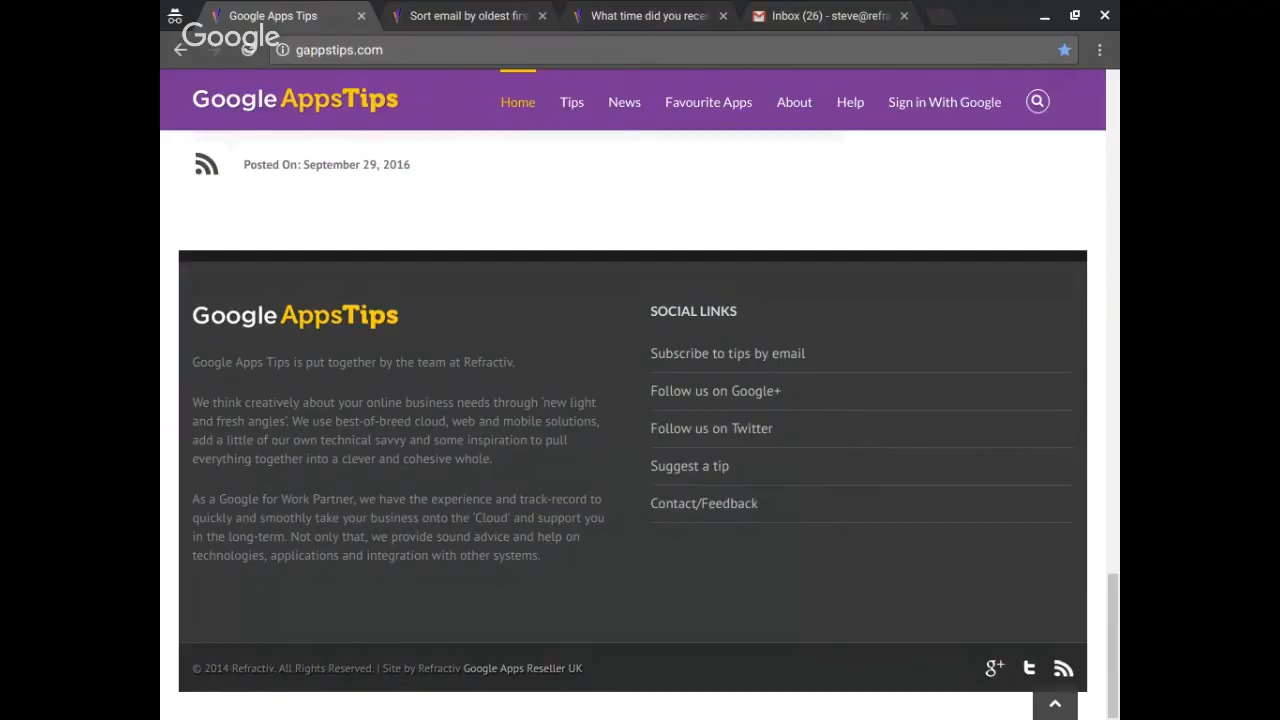 Google Apps Tips
Sort email by oldest firs
What time did you rece
Inbox (26) - steve@refra
Google
gappstips.com
Google AppsTips
Home
Tips
News
Favourite Apps
About
Help
Sign in With Google
Posted On: September 29, 2016
Google AppsTips
Google Apps Tips is put together by the team at Refractiv.
We think creatively about your online business needs through 'new light
and fresh angles'. We use best-of-breed cloud, web and mobile solutions,
add a little of our own technical savvy and some inspiration to pull
everything together into a clever and cohesive whole.
As a Google for Work Partner, we have the experience and track-record to
quickly and smoothly take your business onto the 'Cloud' and support you
in the long-term. Not only that, we provide sound advice and help on
technologies, applications and integration with other systems.
SOCIAL LINKS
Subscribe to tips by email
Follow us on Google+
Follow us on Twitter
Suggest a tip
Contact/Feedback
© 2014 Refractiv. All Rights Reserved. | Site by Refractiv Google Apps Reseller UK
g+